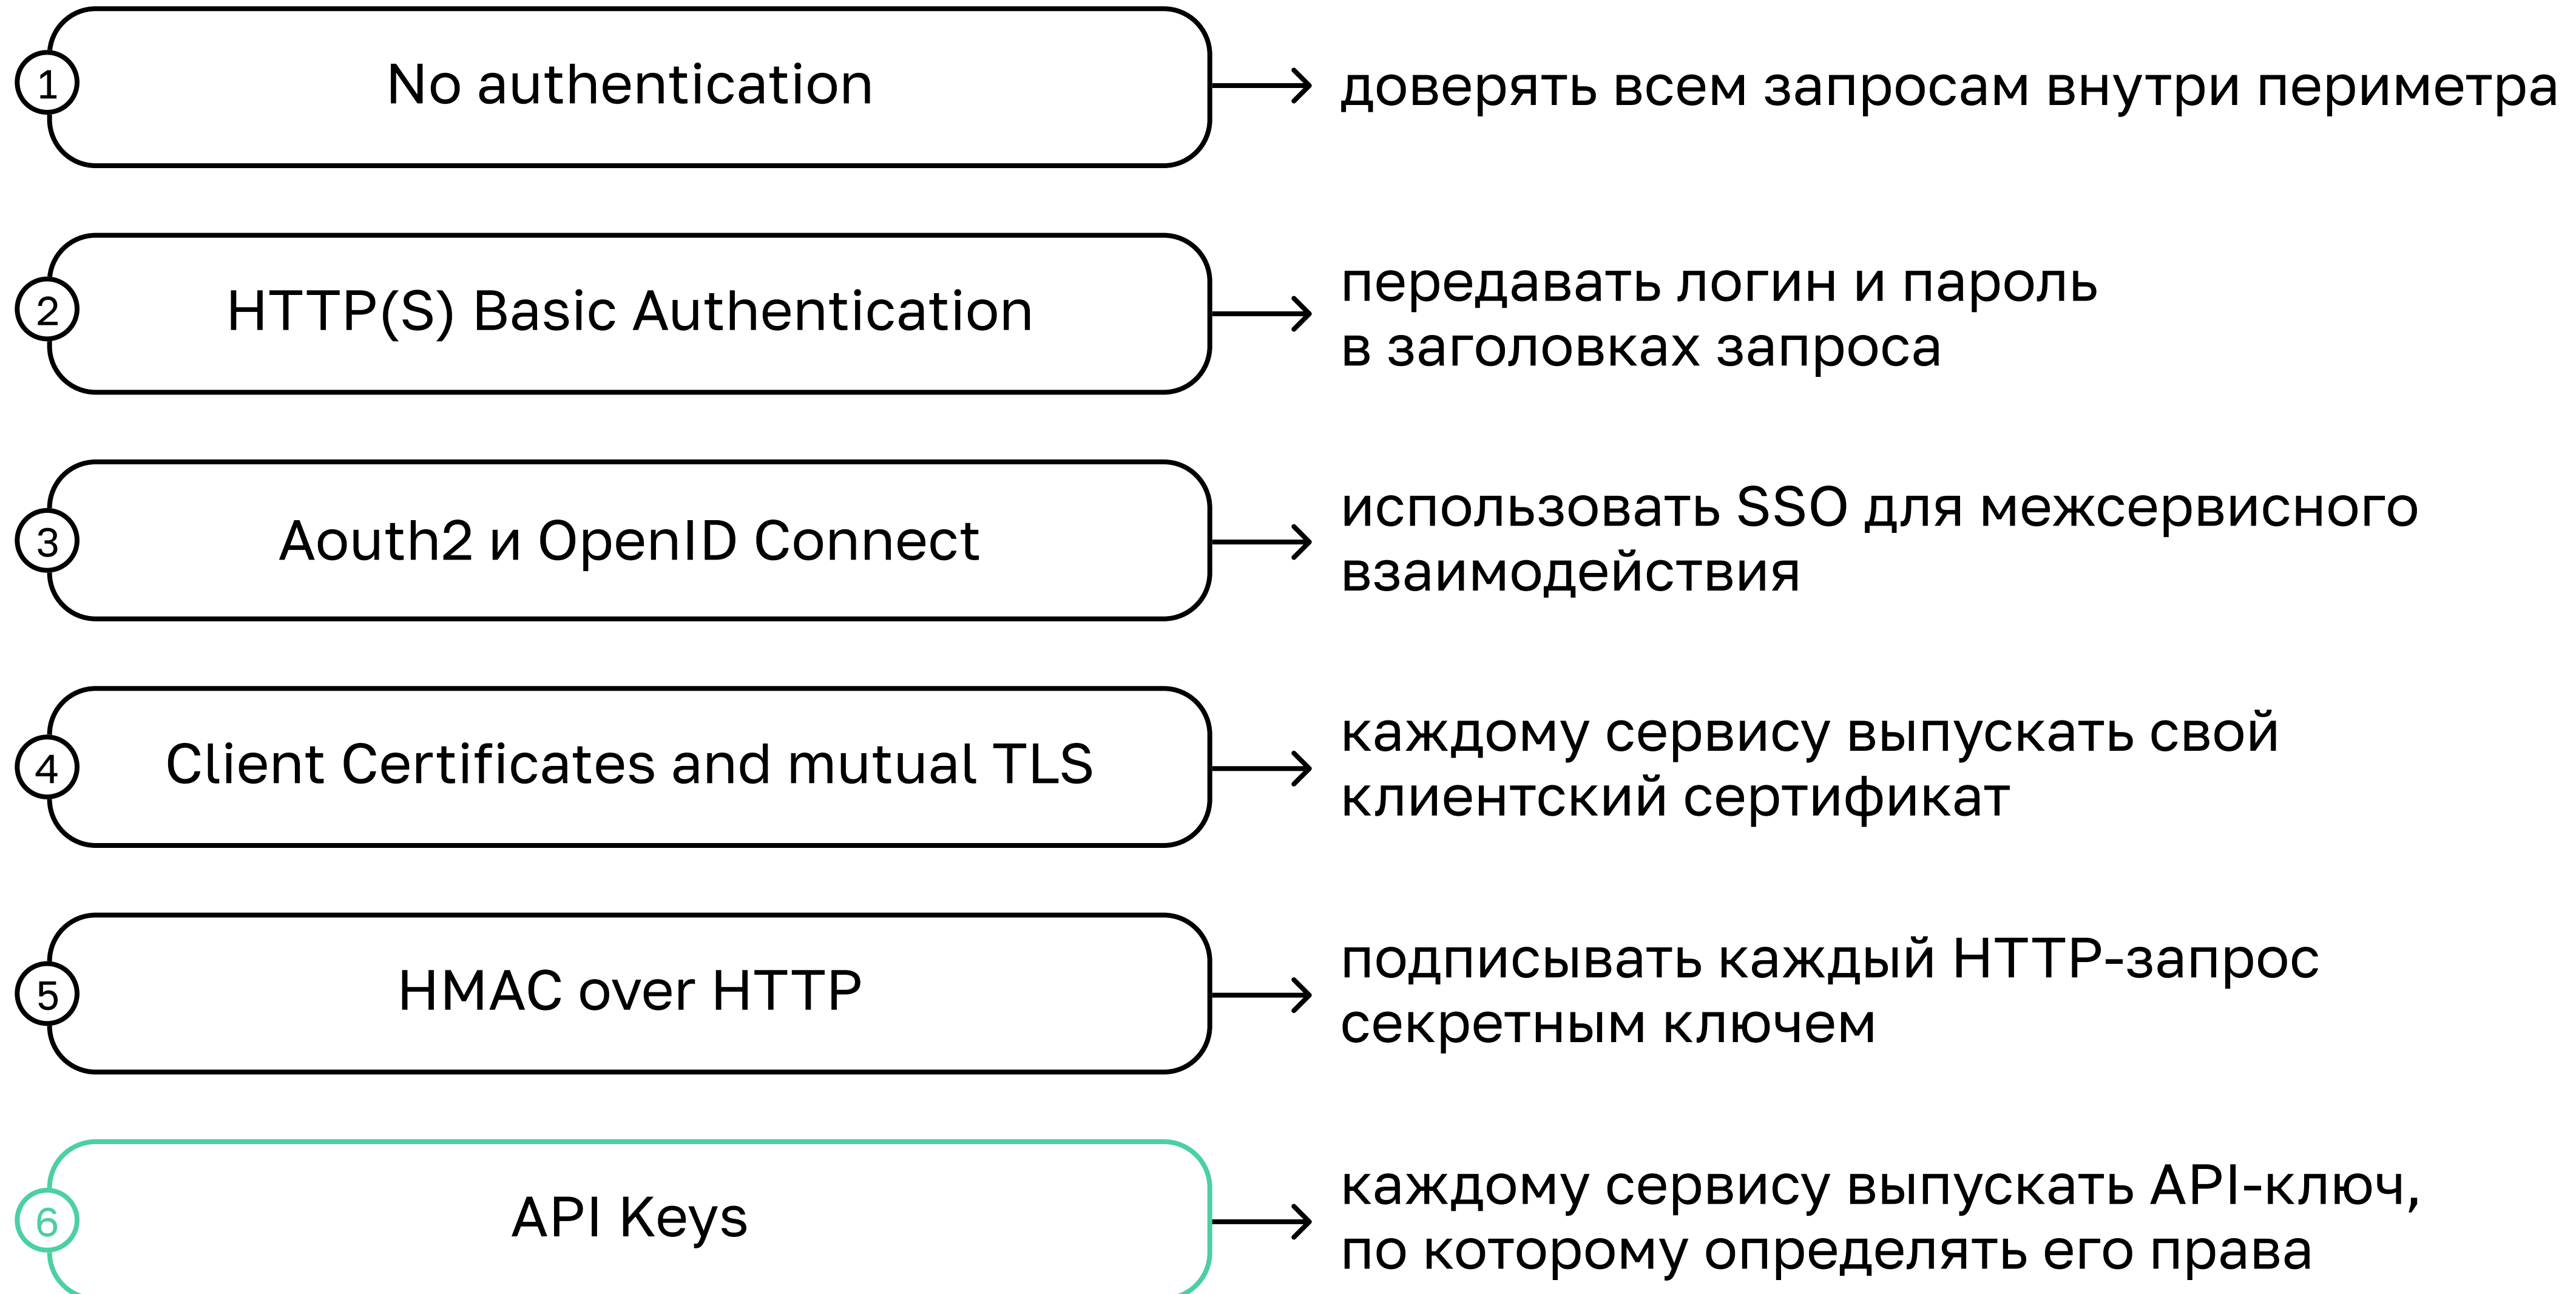 1
No authentication
доверять всем запросам внутри периметра
2
HTTP(S) Basic Authentication
передавать логин и пароль
в заголовках запроса
3
Aouth2 и OpenID Connect
использовать SSO для межсервисного
взаимодействия
4
Client Certificates and mutual TLS
каждому сервису выпускать свой
клиентский сертификат
5
HMAC over HTTP
подписывать каждый HTTP-запрос
секретным ключем
6
API Keys
каждому сервису выпускать API-ключ,
по которому определять его права